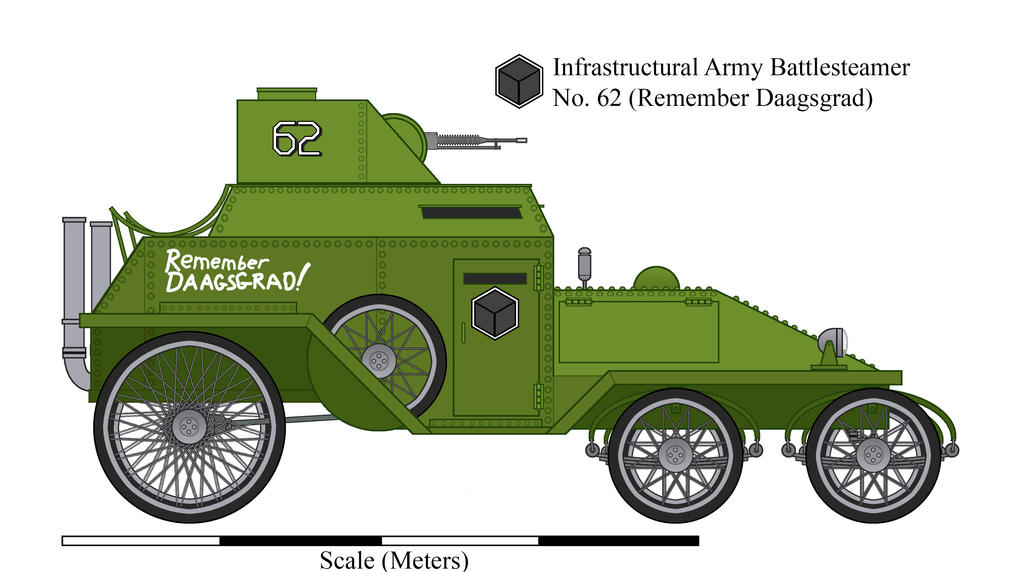 Infrastructural Army Battlesteamer
No. 62 (Remember Daagsgrad)
62
Remember
DAAGSGRAD!
Scale (Meters)